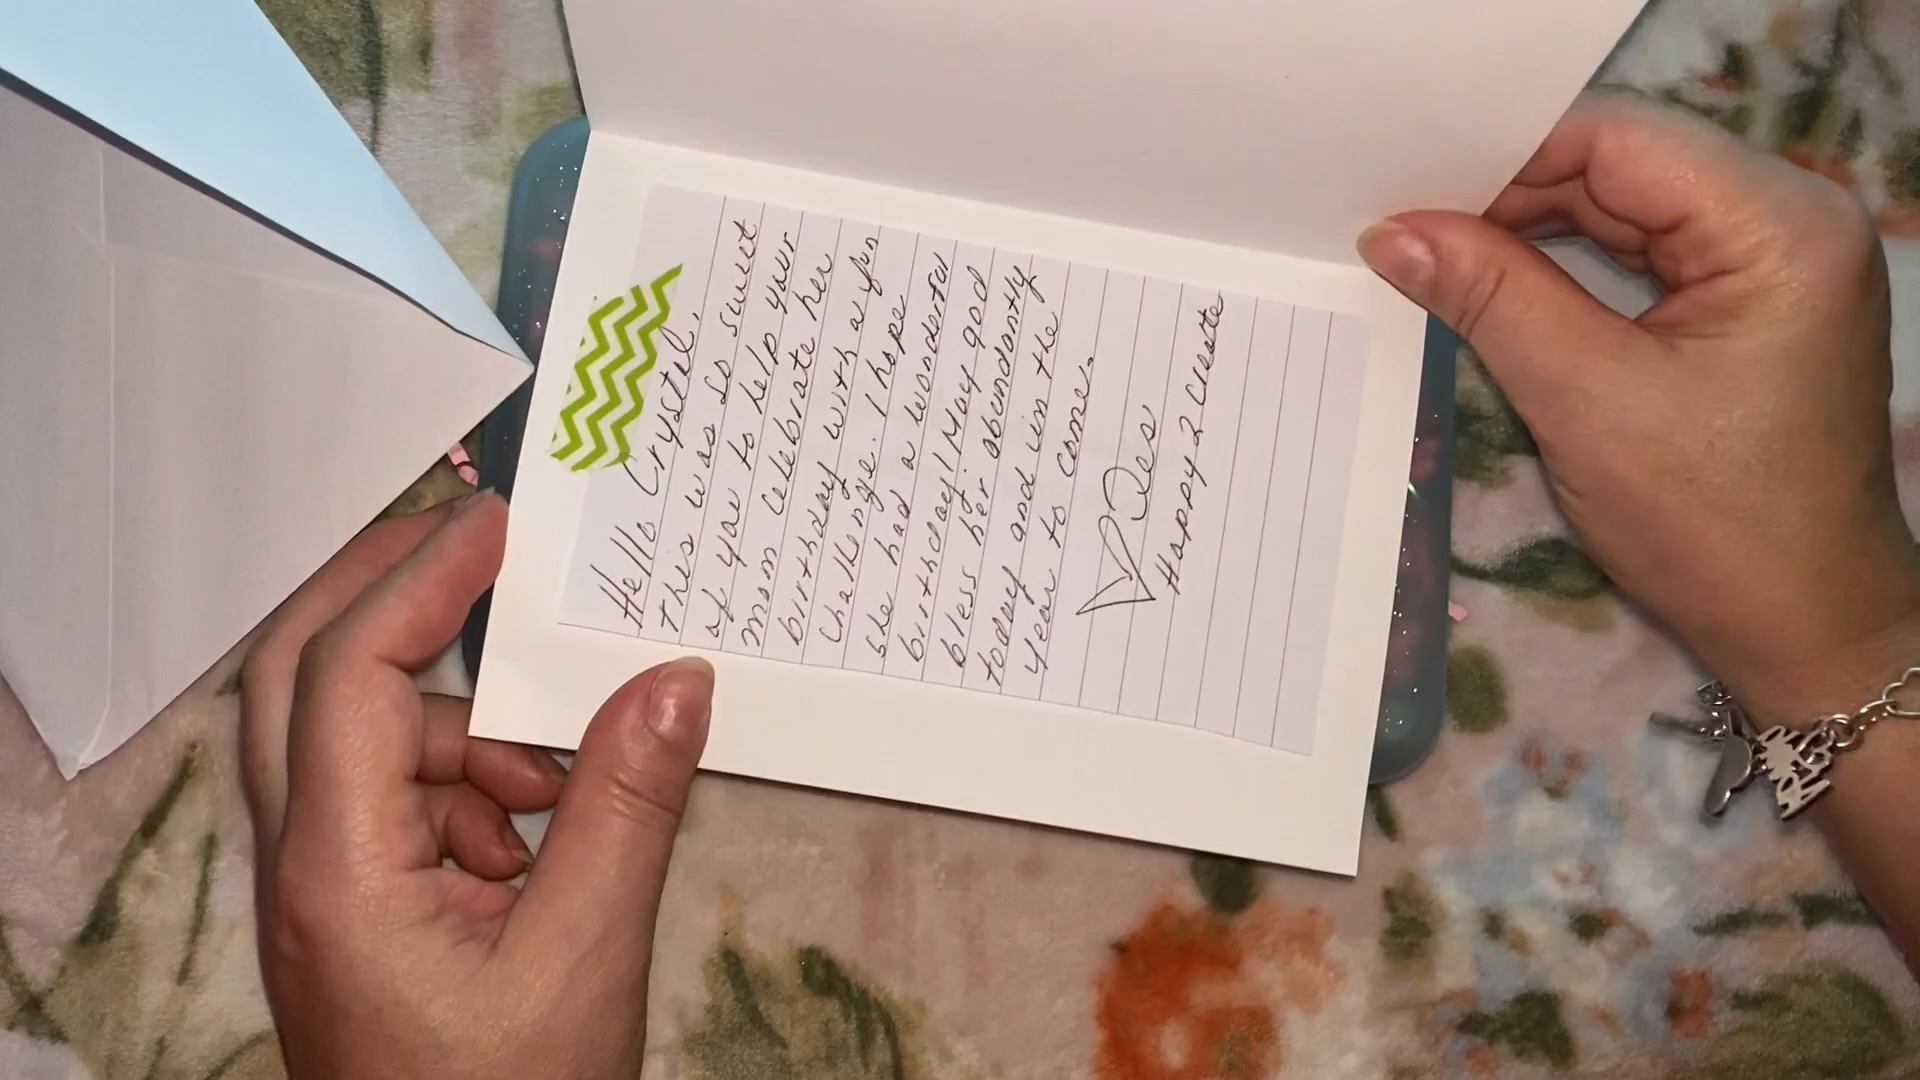 Hello Crystal,
this was so sweet
of you to help your
mom celebrate her
birthday with a fun
challenge. I hope
she had a wonderful
birthday! May god
bless her abundantly
today and in the
year to come.
Des
Happy 2 Create